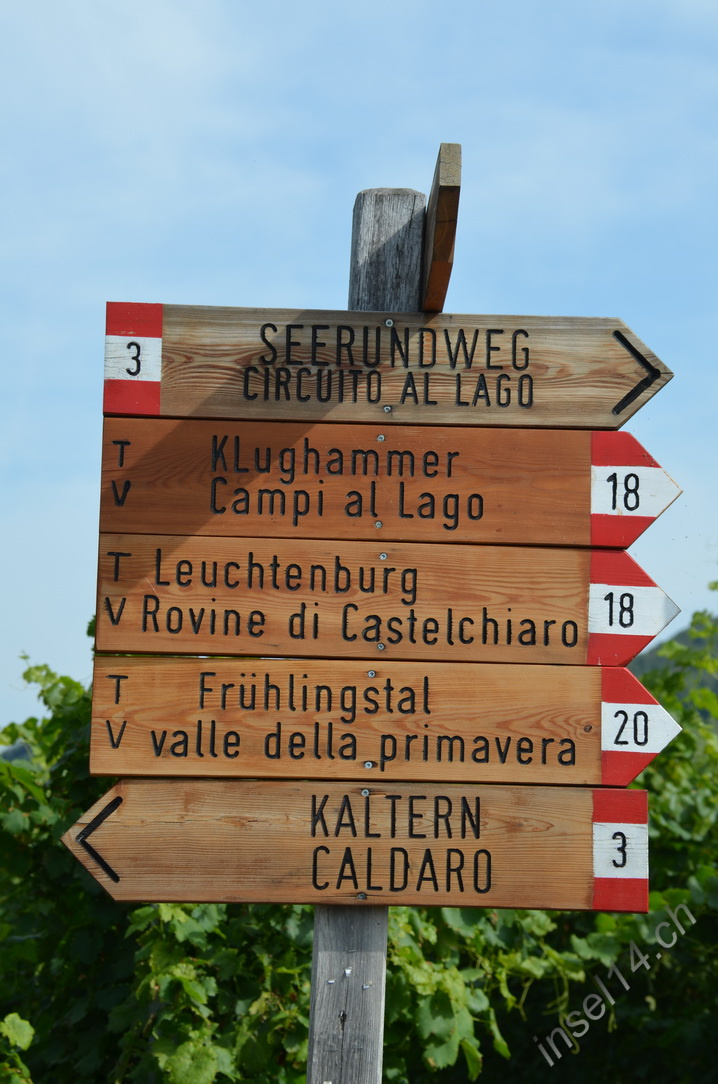 3 SEERUNDWEG
CIRCUITO AL LAGO
T KLughammer
V Campi al Lago 18
T Leuchtenburg
V Rovine di Castelchiaro 18
T Frühlingstal
V valle della primavera 20
KALTERN
CALDARO 3
insel14.ch